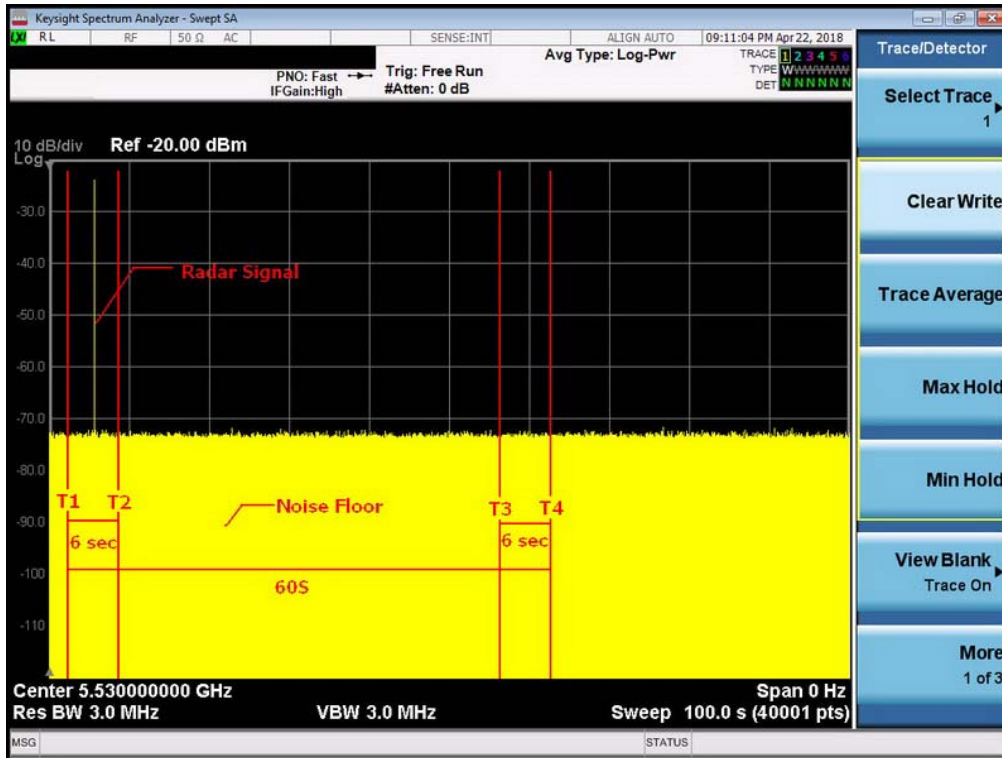 Keysight Spectrum Analyzer - Swept SA
LXI RL RF 50 Ω AC SENSE:INT ALIGN AUTO 09:11:04 PM Apr 22, 2018
PNO: Fast
IFGain:High
Trig: Free Run
#Atten: 0 dB
Avg Type: Log-Pwr
TRACE 1 2 3 4 5 6
TYPE W
DET N N N N N N
10 dB/div Ref -20.00 dBm
Log
-30.0
-40.0
-50.0
-60.0
-70.0
-80.0
-90.0
-100
-110
Radar Signal
T1 T2
Noise Floor
T3 T4
6 sec
6 sec
60S
Center 5.530000000 GHz Span 0 Hz
Res BW 3.0 MHz VBW 3.0 MHz Sweep 100.0 s (40001 pts)
MSG STATUS
Trace/Detector
Select Trace
1
Clear Write
Trace Average
Max Hold
Min Hold
View Blank
Trace On
More
1 of 3